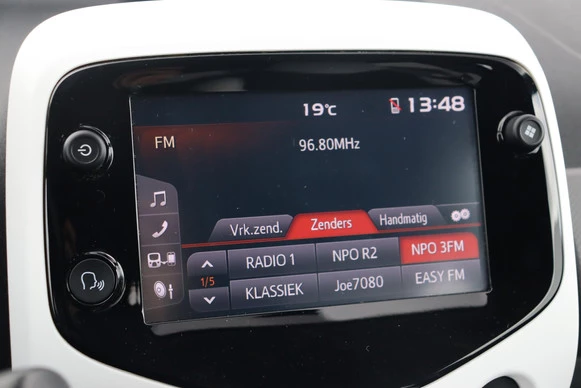 19°C 13:48
FM 96.80MHz
Vrk.zend. Zenders Handmatig
RADIO 1 NPO R2 NPO 3FM
1/5
KLASSIEK Joe7080 EASY FM